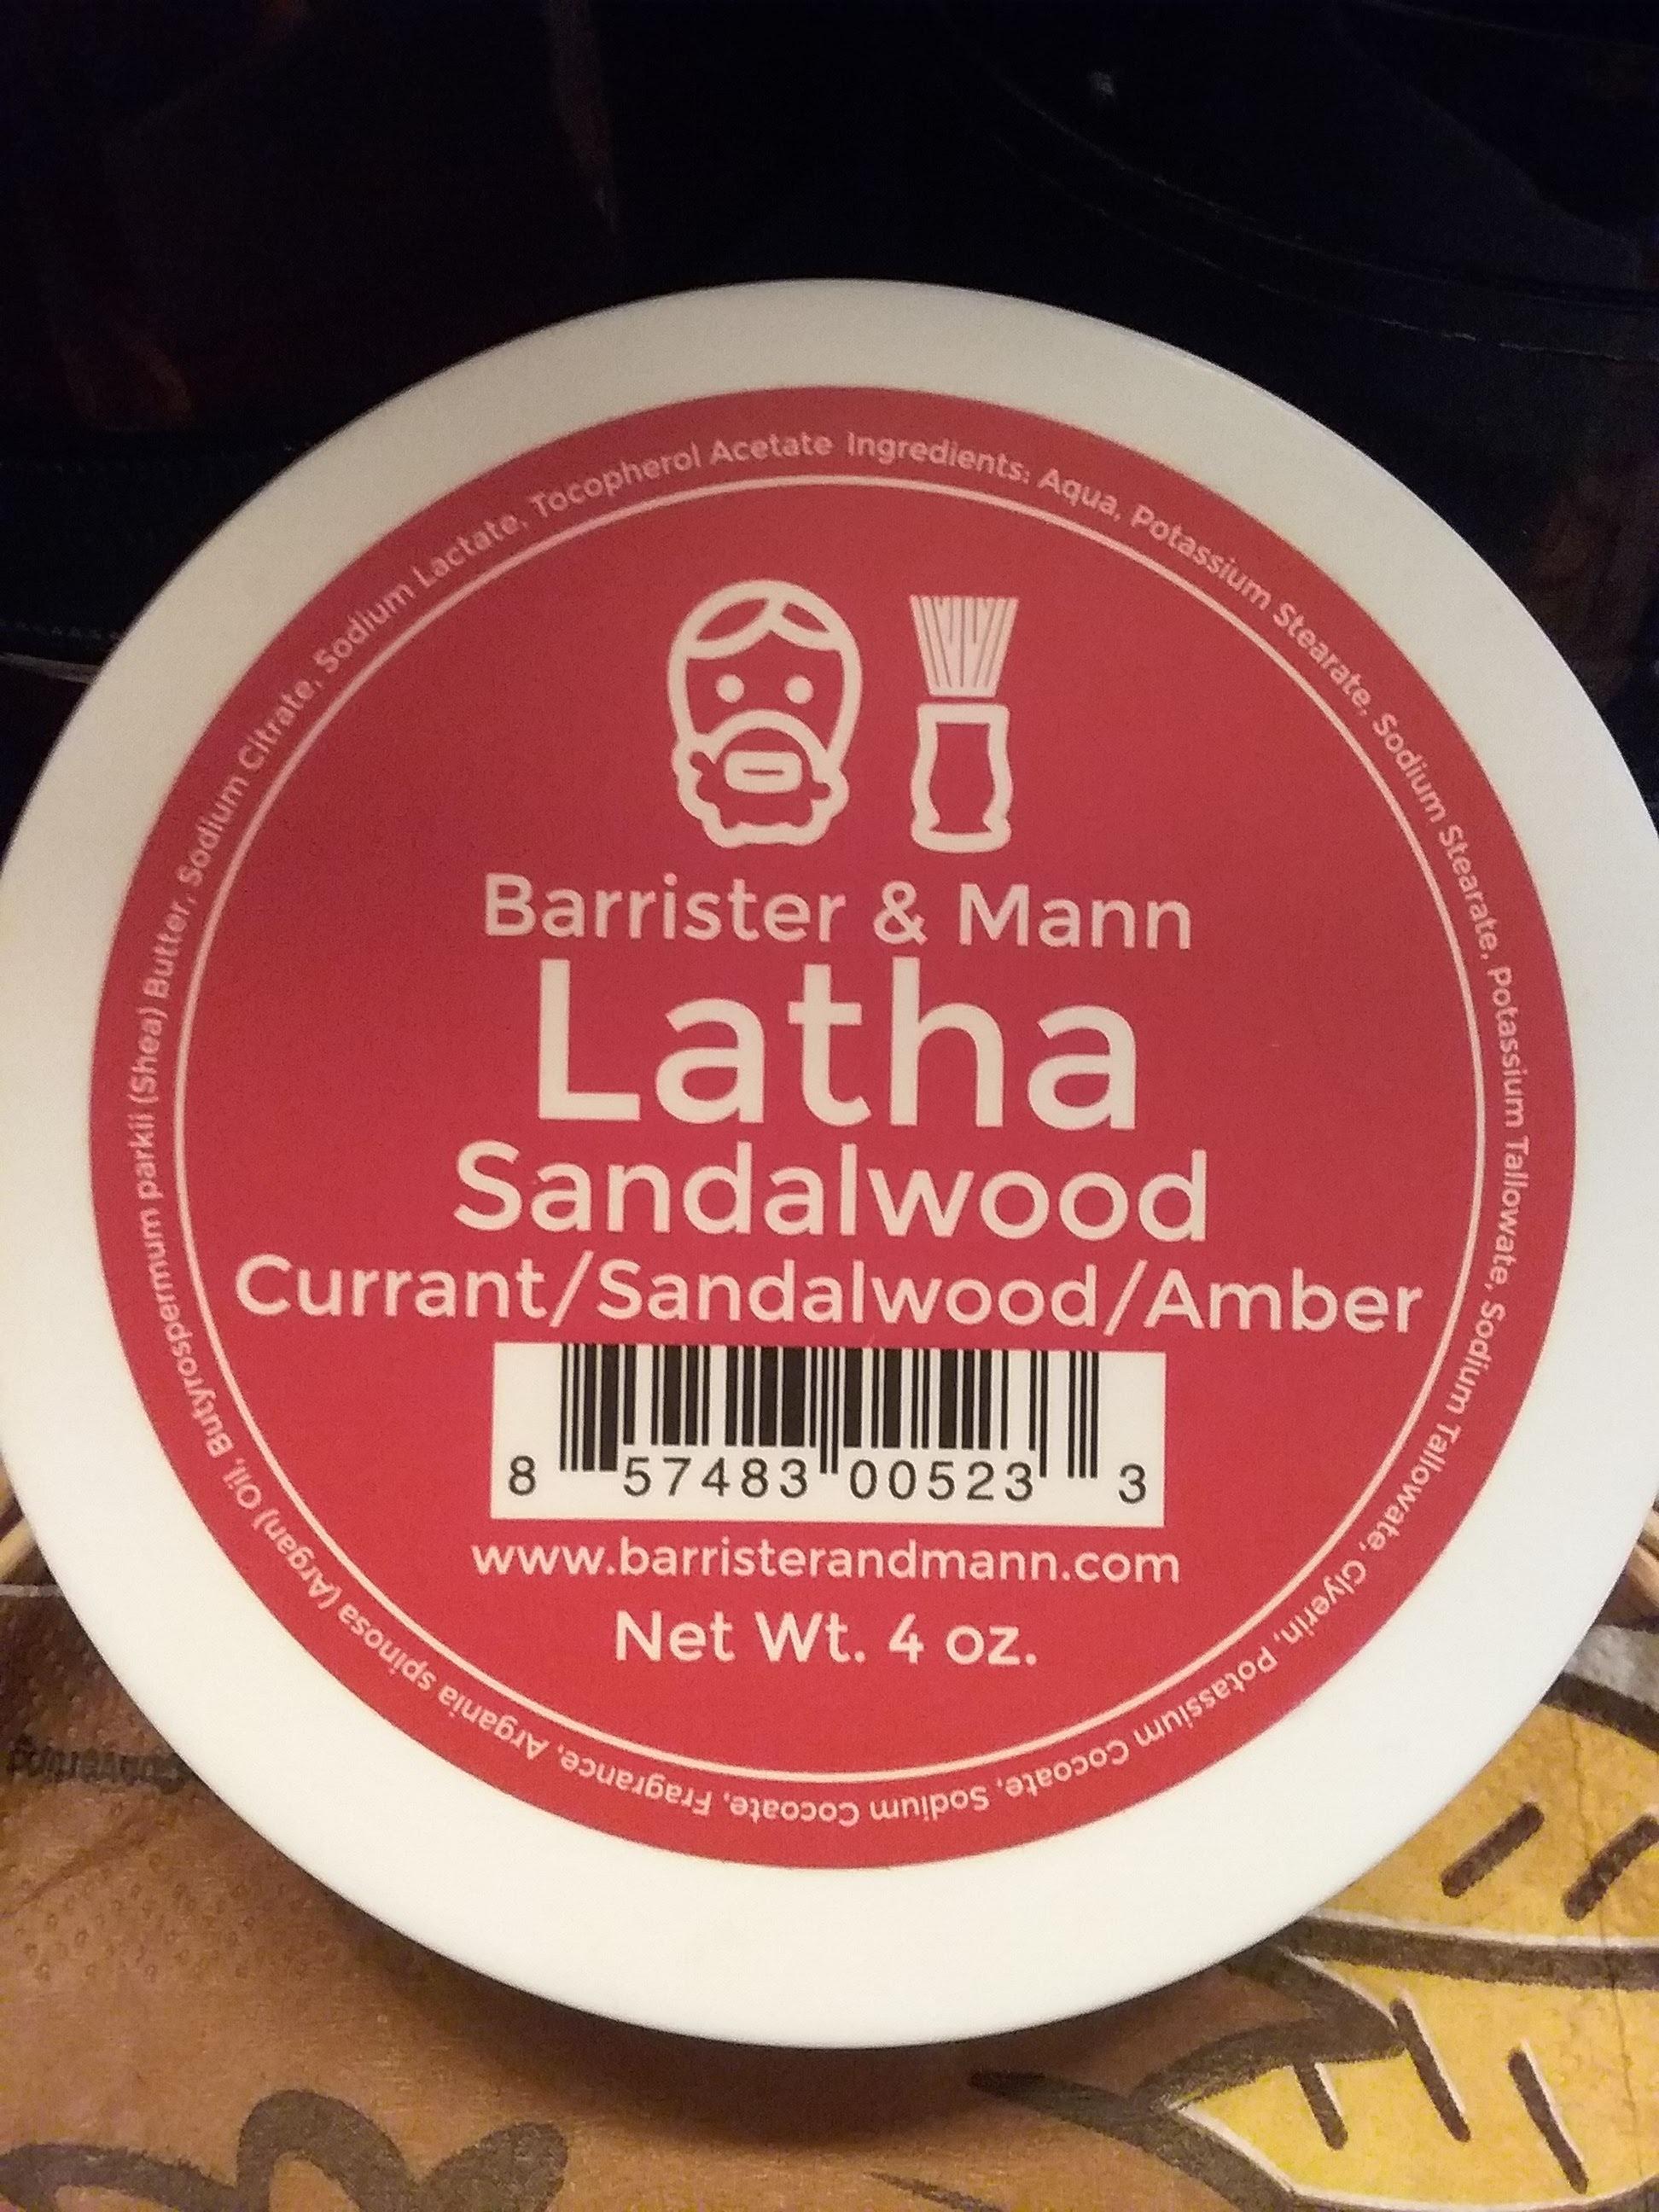 Ingredients: Aqua, Potassium Stearate, Sodium Stearate, Potassium Tallowate, Sodium Tallowate, Glyerin, Potassium Cocoate, Sodium Cocoate, Fragrance, Argania spinosa (Argan) Oil, Butyrospermum parkii (Shea) Butter, Sodium Citrate, Sodium Lactate, Tocopherol Acetate
Barrister & Mann
Latha
Sandalwood
Currant/Sandalwood/Amber
8 57483 00523 3
www.barristerandmann.com
Net Wt. 4 oz.